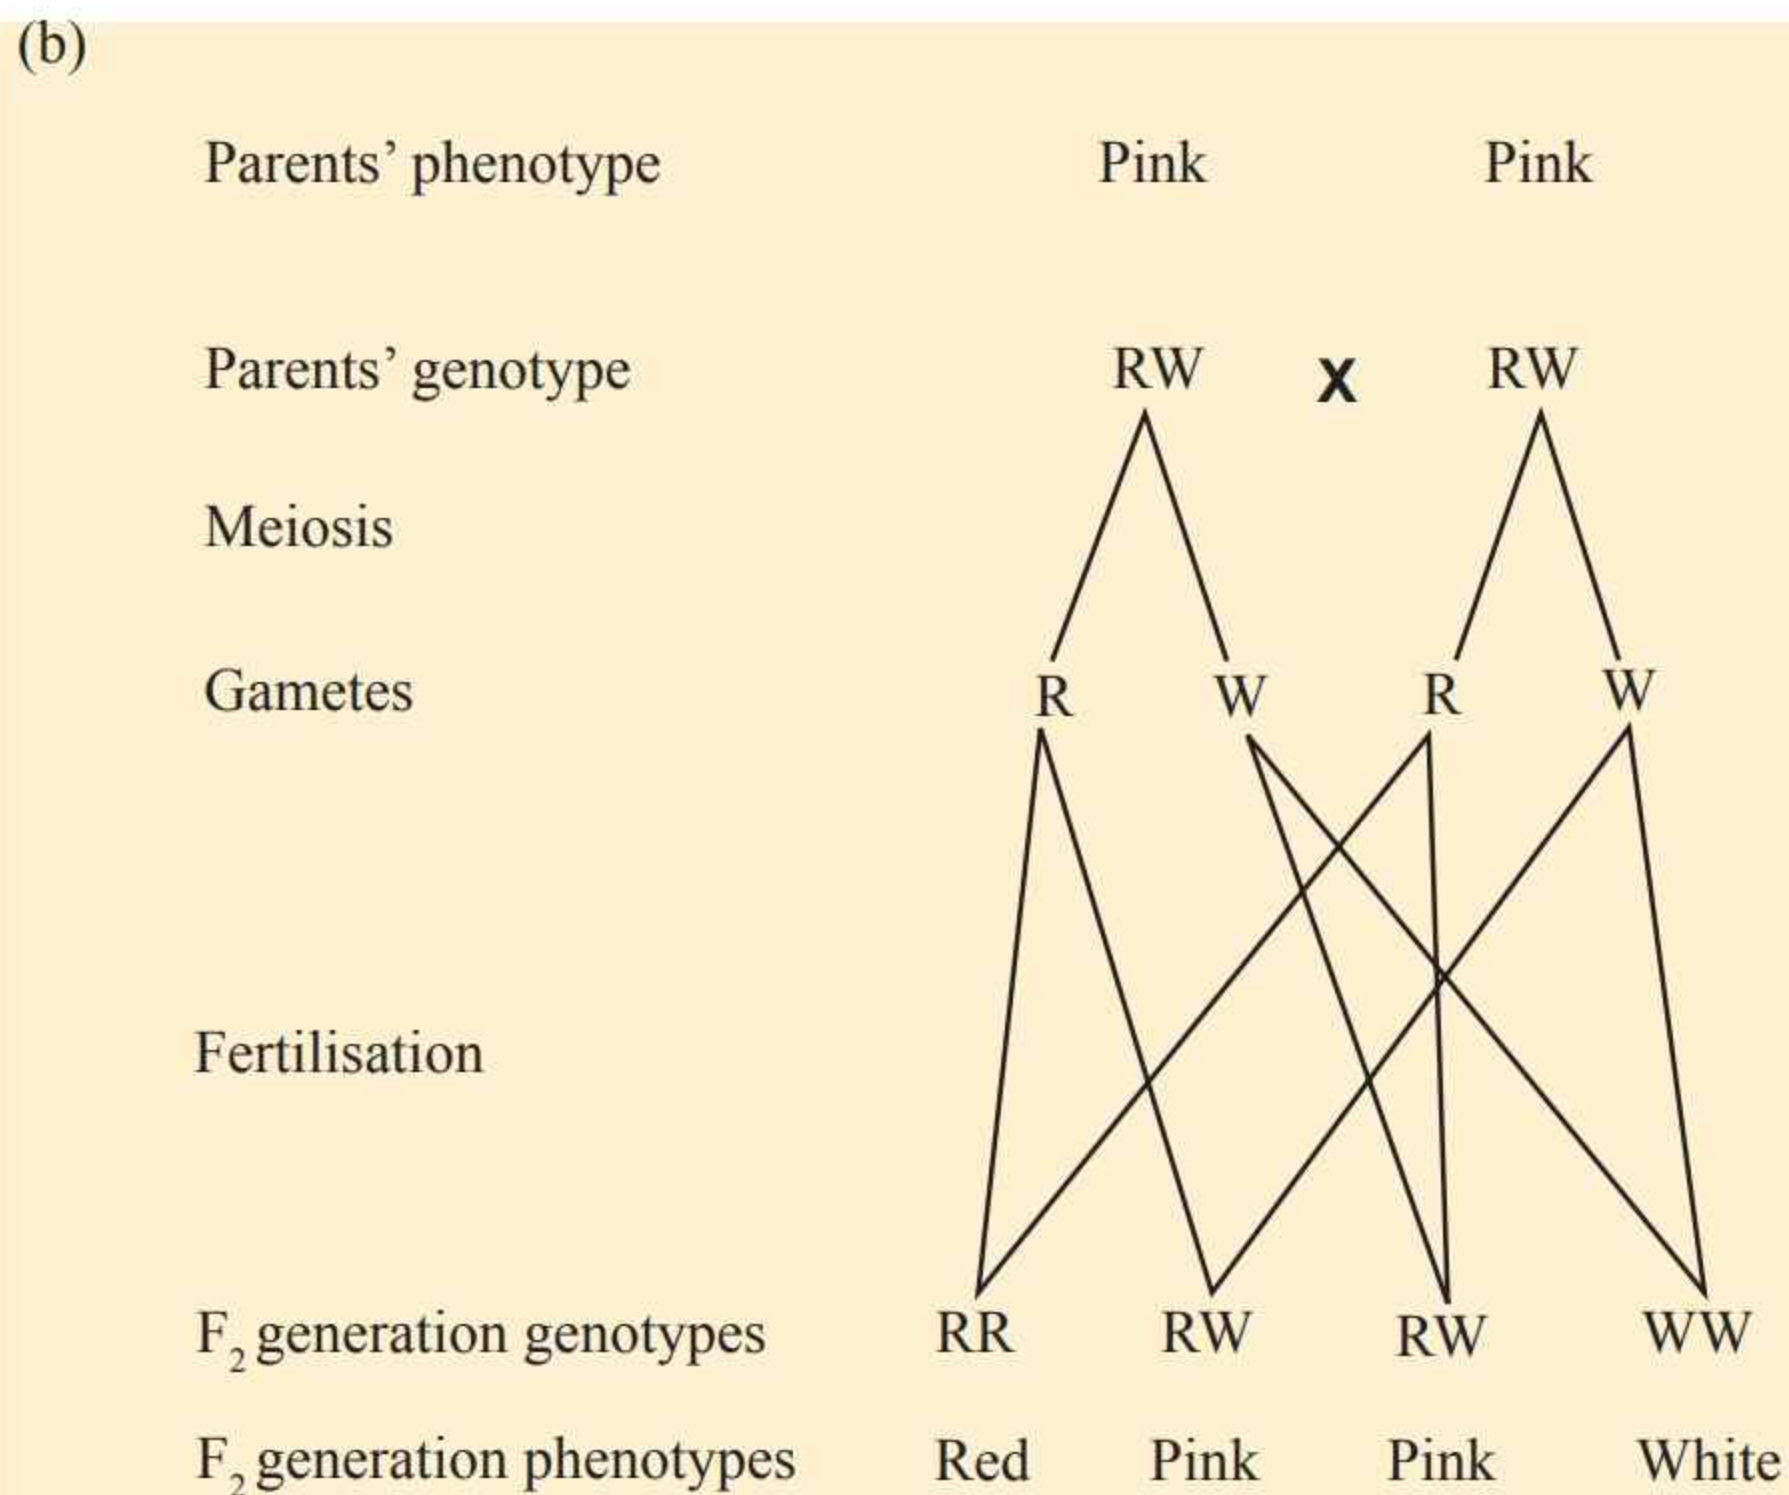 (b)
Parents’ phenotype Pink Pink
Parents’ genotype RW X RW
Meiosis
Gametes R W R W
Fertilisation
F₂ generation genotypes RR RW RW WW
F₂ generation phenotypes Red Pink Pink White